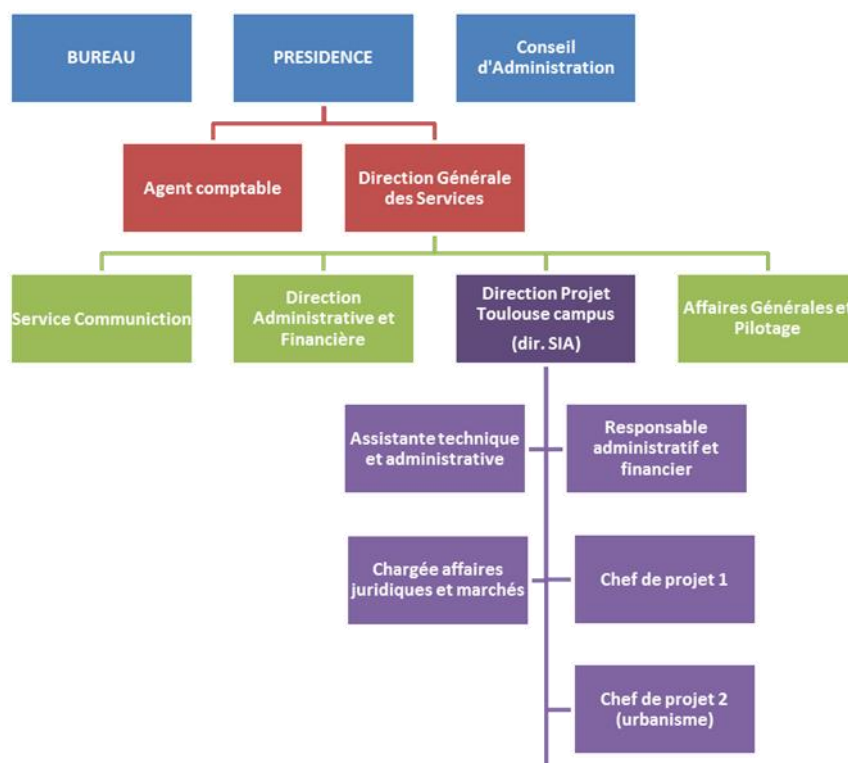 BUREAU
PRESIDENCE
Conseil
d'Administration
Agent comptable
Direction Générale
des Services
Service Communiction
Direction
Administrative et
Financière
Direction Projet
Toulouse campus
(dir. SIA)
Affaires Générales et
Pilotage
Assistante technique
et administrative
Responsable
administratif et
financier
Chargée affaires
juridiques et marchés
Chef de projet 1
Chef de projet 2
(urbanisme)